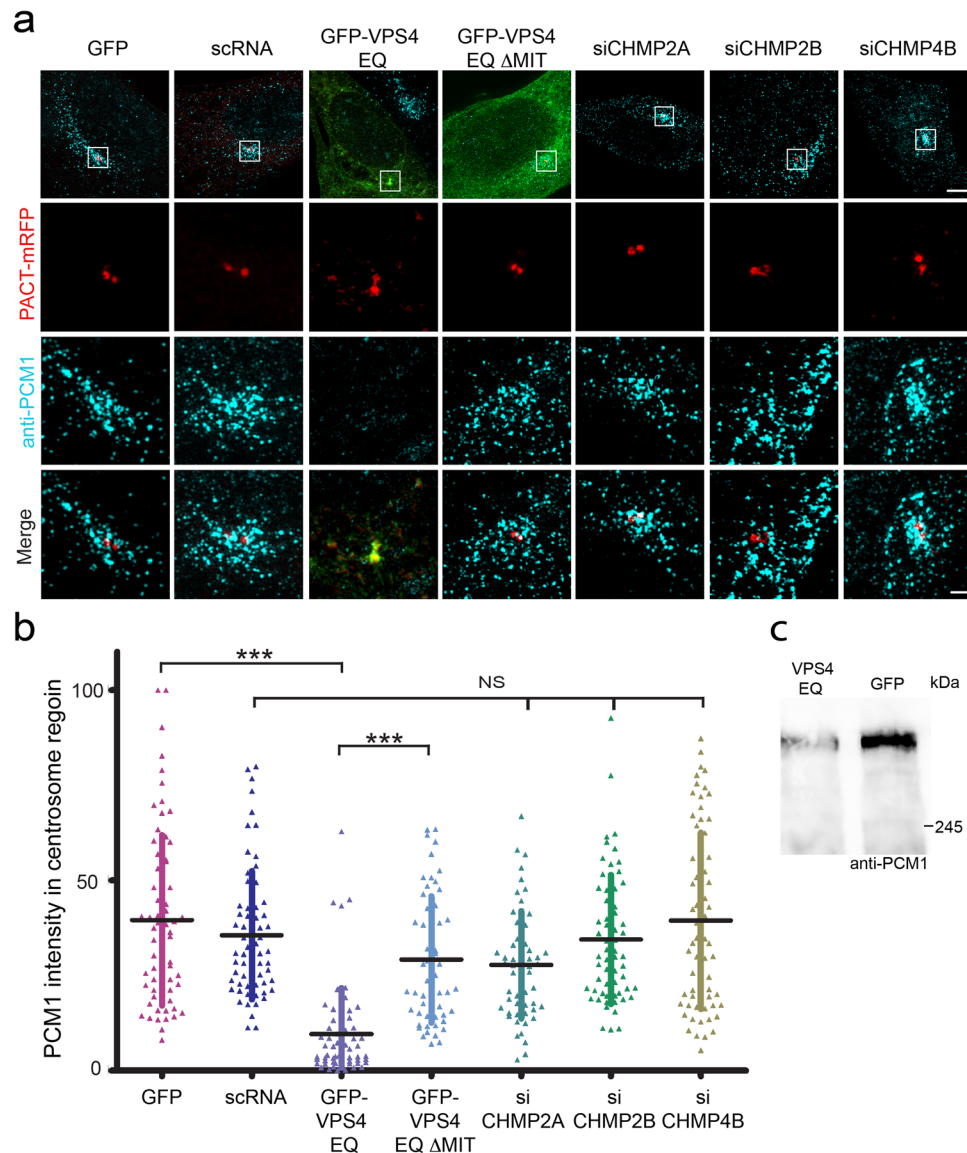 a
GFP
scRNA
GFP-VPS4
EQ
GFP-VPS4
EQ ΔMIT
siCHMP2A
siCHMP2B
siCHMP4B
PACT-mRFP
anti-PCM1
Merge
b
PCM1 intensity in centrosome regoin
100
50
0
***
NS
***
GFP
scRNA
GFP-
VPS4
EQ
GFP-
VPS4
EQ ΔMIT
si
CHMP2A
si
CHMP2B
si
CHMP4B
c
VPS4
EQ
GFP
kDa
245
anti-PCM1